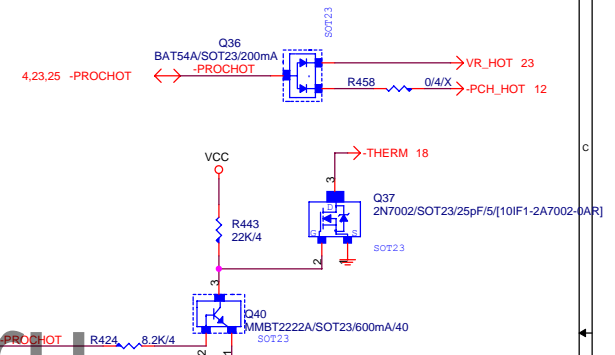 SOT23
Q36
BAT54A/SOT23/200mA
-PROCHOT
4,23,25 -PROCHOT
VR_HOT 23
R458
0/4/X
-PCH_HOT 12
VCC
-THERM 18
C
3
Q37
2N7002/SOT23/25pF/5/[10IF1-2A7002-0AR]
D
G
S
SOT23
2
R443
22K/4
3
Q40
MMBT2222A/SOT23/600mA/40
SOT23
-PROCHOT
R424
8.2K/4
2
1